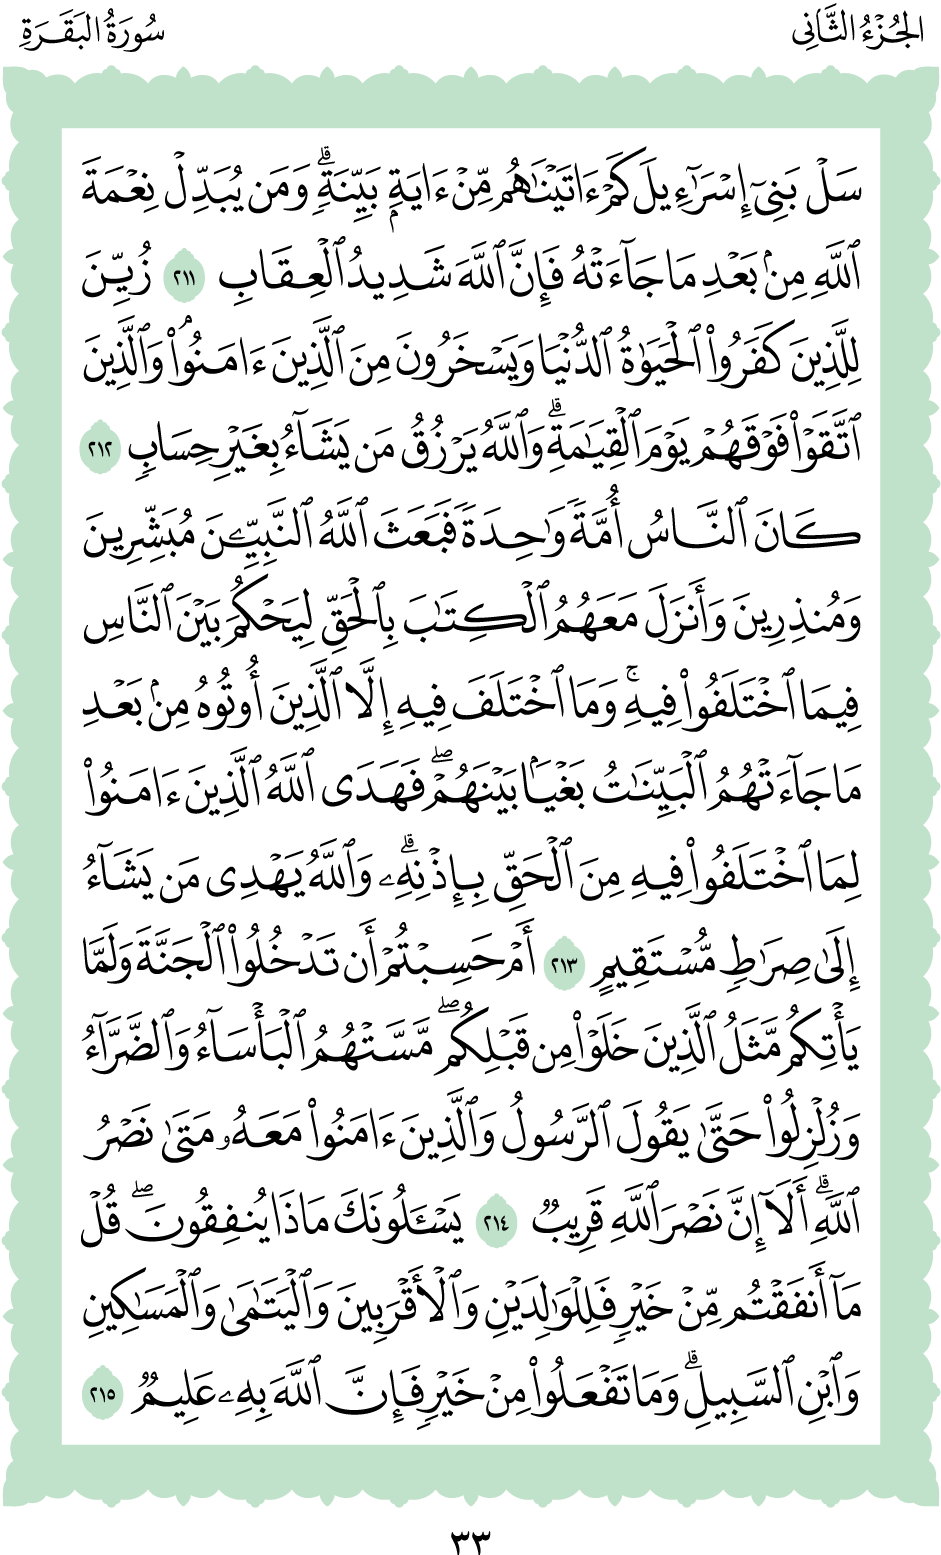 الجُزْءُ الثَّانِى
سُورَةُ البَقَرَةِ
سَلْ بَنِىٓ إِسْرَٰٓءِيلَ كَمْ ءَاتَيْنَٰهُم مِّنْ ءَايَةٍۭ بَيِّنَةٍۢ ۗ وَمَن يُبَدِّلْ نِعْمَةَ
ٱللَّهِ مِنۢ بَعْدِ مَا جَآءَتْهُ فَإِنَّ ٱللَّهَ شَدِيدُ ٱلْعِقَابِ ٢١١ زُيِّنَ
لِلَّذِينَ كَفَرُوا۟ ٱلْحَيَوٰةُ ٱلدُّنْيَا وَيَسْخَرُونَ مِنَ ٱلَّذِينَ ءَامَنُوا۟ ۘ وَٱلَّذِينَ
ٱتَّقَوْا۟ فَوْقَهُمْ يَوْمَ ٱلْقِيَٰمَةِ ۗ وَٱللَّهُ يَرْزُقُ مَن يَشَآءُ بِغَيْرِ حِسَابٍۢ ٢١٢
كَانَ ٱلنَّاسُ أُمَّةًۭ وَٰحِدَةًۭ فَبَعَثَ ٱللَّهُ ٱلنَّبِيِّـۧنَ مُبَشِّرِينَ
وَمُنذِرِينَ وَأَنزَلَ مَعَهُمُ ٱلْكِتَٰبَ بِٱلْحَقِّ لِيَحْكُمَ بَيْنَ ٱلنَّاسِ
فِيمَا ٱخْتَلَفُوا۟ فِيهِ ۚ وَمَا ٱخْتَلَفَ فِيهِ إِلَّا ٱلَّذِينَ أُوتُوهُ مِنۢ بَعْدِ
مَا جَآءَتْهُمُ ٱلْبَيِّنَٰتُ بَغْيًۢا بَيْنَهُمْ ۖ فَهَدَى ٱللَّهُ ٱلَّذِينَ ءَامَنُوا۟
لِمَا ٱخْتَلَفُوا۟ فِيهِ مِنَ ٱلْحَقِّ بِإِذْنِهِۦ ۗ وَٱللَّهُ يَهْدِى مَن يَشَآءُ
إِلَىٰ صِرَٰطٍۢ مُّسْتَقِيمٍ ٢١٣ أَمْ حَسِبْتُمْ أَن تَدْخُلُوا۟ ٱلْجَنَّةَ وَلَمَّا
يَأْتِكُم مَّثَلُ ٱلَّذِينَ خَلَوْا۟ مِن قَبْلِكُم ۖ مَّسَّتْهُمُ ٱلْبَأْسَآءُ وَٱلضَّرَّآءُ
وَزُلْزِلُوا۟ حَتَّىٰ يَقُولَ ٱلرَّسُولُ وَٱلَّذِينَ ءَامَنُوا۟ مَعَهُۥ مَتَىٰ نَصْرُ
ٱللَّهِ ۗ أَلَآ إِنَّ نَصْرَ ٱللَّهِ قَرِيبٌۭ ٢١٤ يَسْـَٔلُونَكَ مَاذَا يُنفِقُونَ ۖ قُلْ
مَآ أَنفَقْتُم مِّنْ خَيْرٍۢ فَلِلْوَٰلِدَيْنِ وَٱلْأَقْرَبِينَ وَٱلْيَتَٰمَىٰ وَٱلْمَسَٰكِينِ
وَٱبْنِ ٱلسَّبِيلِ ۗ وَمَا تَفْعَلُوا۟ مِنْ خَيْرٍۢ فَإِنَّ ٱللَّهَ بِهِۦ عَلِيمٌۭ ٢١٥
٣٣